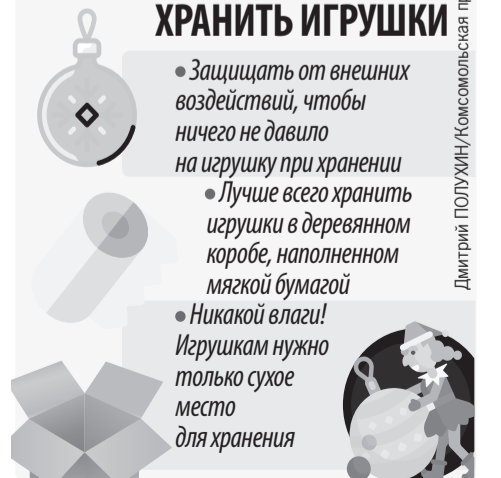 ХРАНИТЬ ИГРУШКИ
• Защищать от внешних
воздействий, чтобы
ничего не давило
на игрушку при хранении
• Лучше всего хранить
игрушки в деревянном
коробе, наполненном
мягкой бумагой
• Никакой влаги!
Игрушкам нужно
только сухое
место
для хранения
Дмитрий ПОЛУХИН/Комсомольская